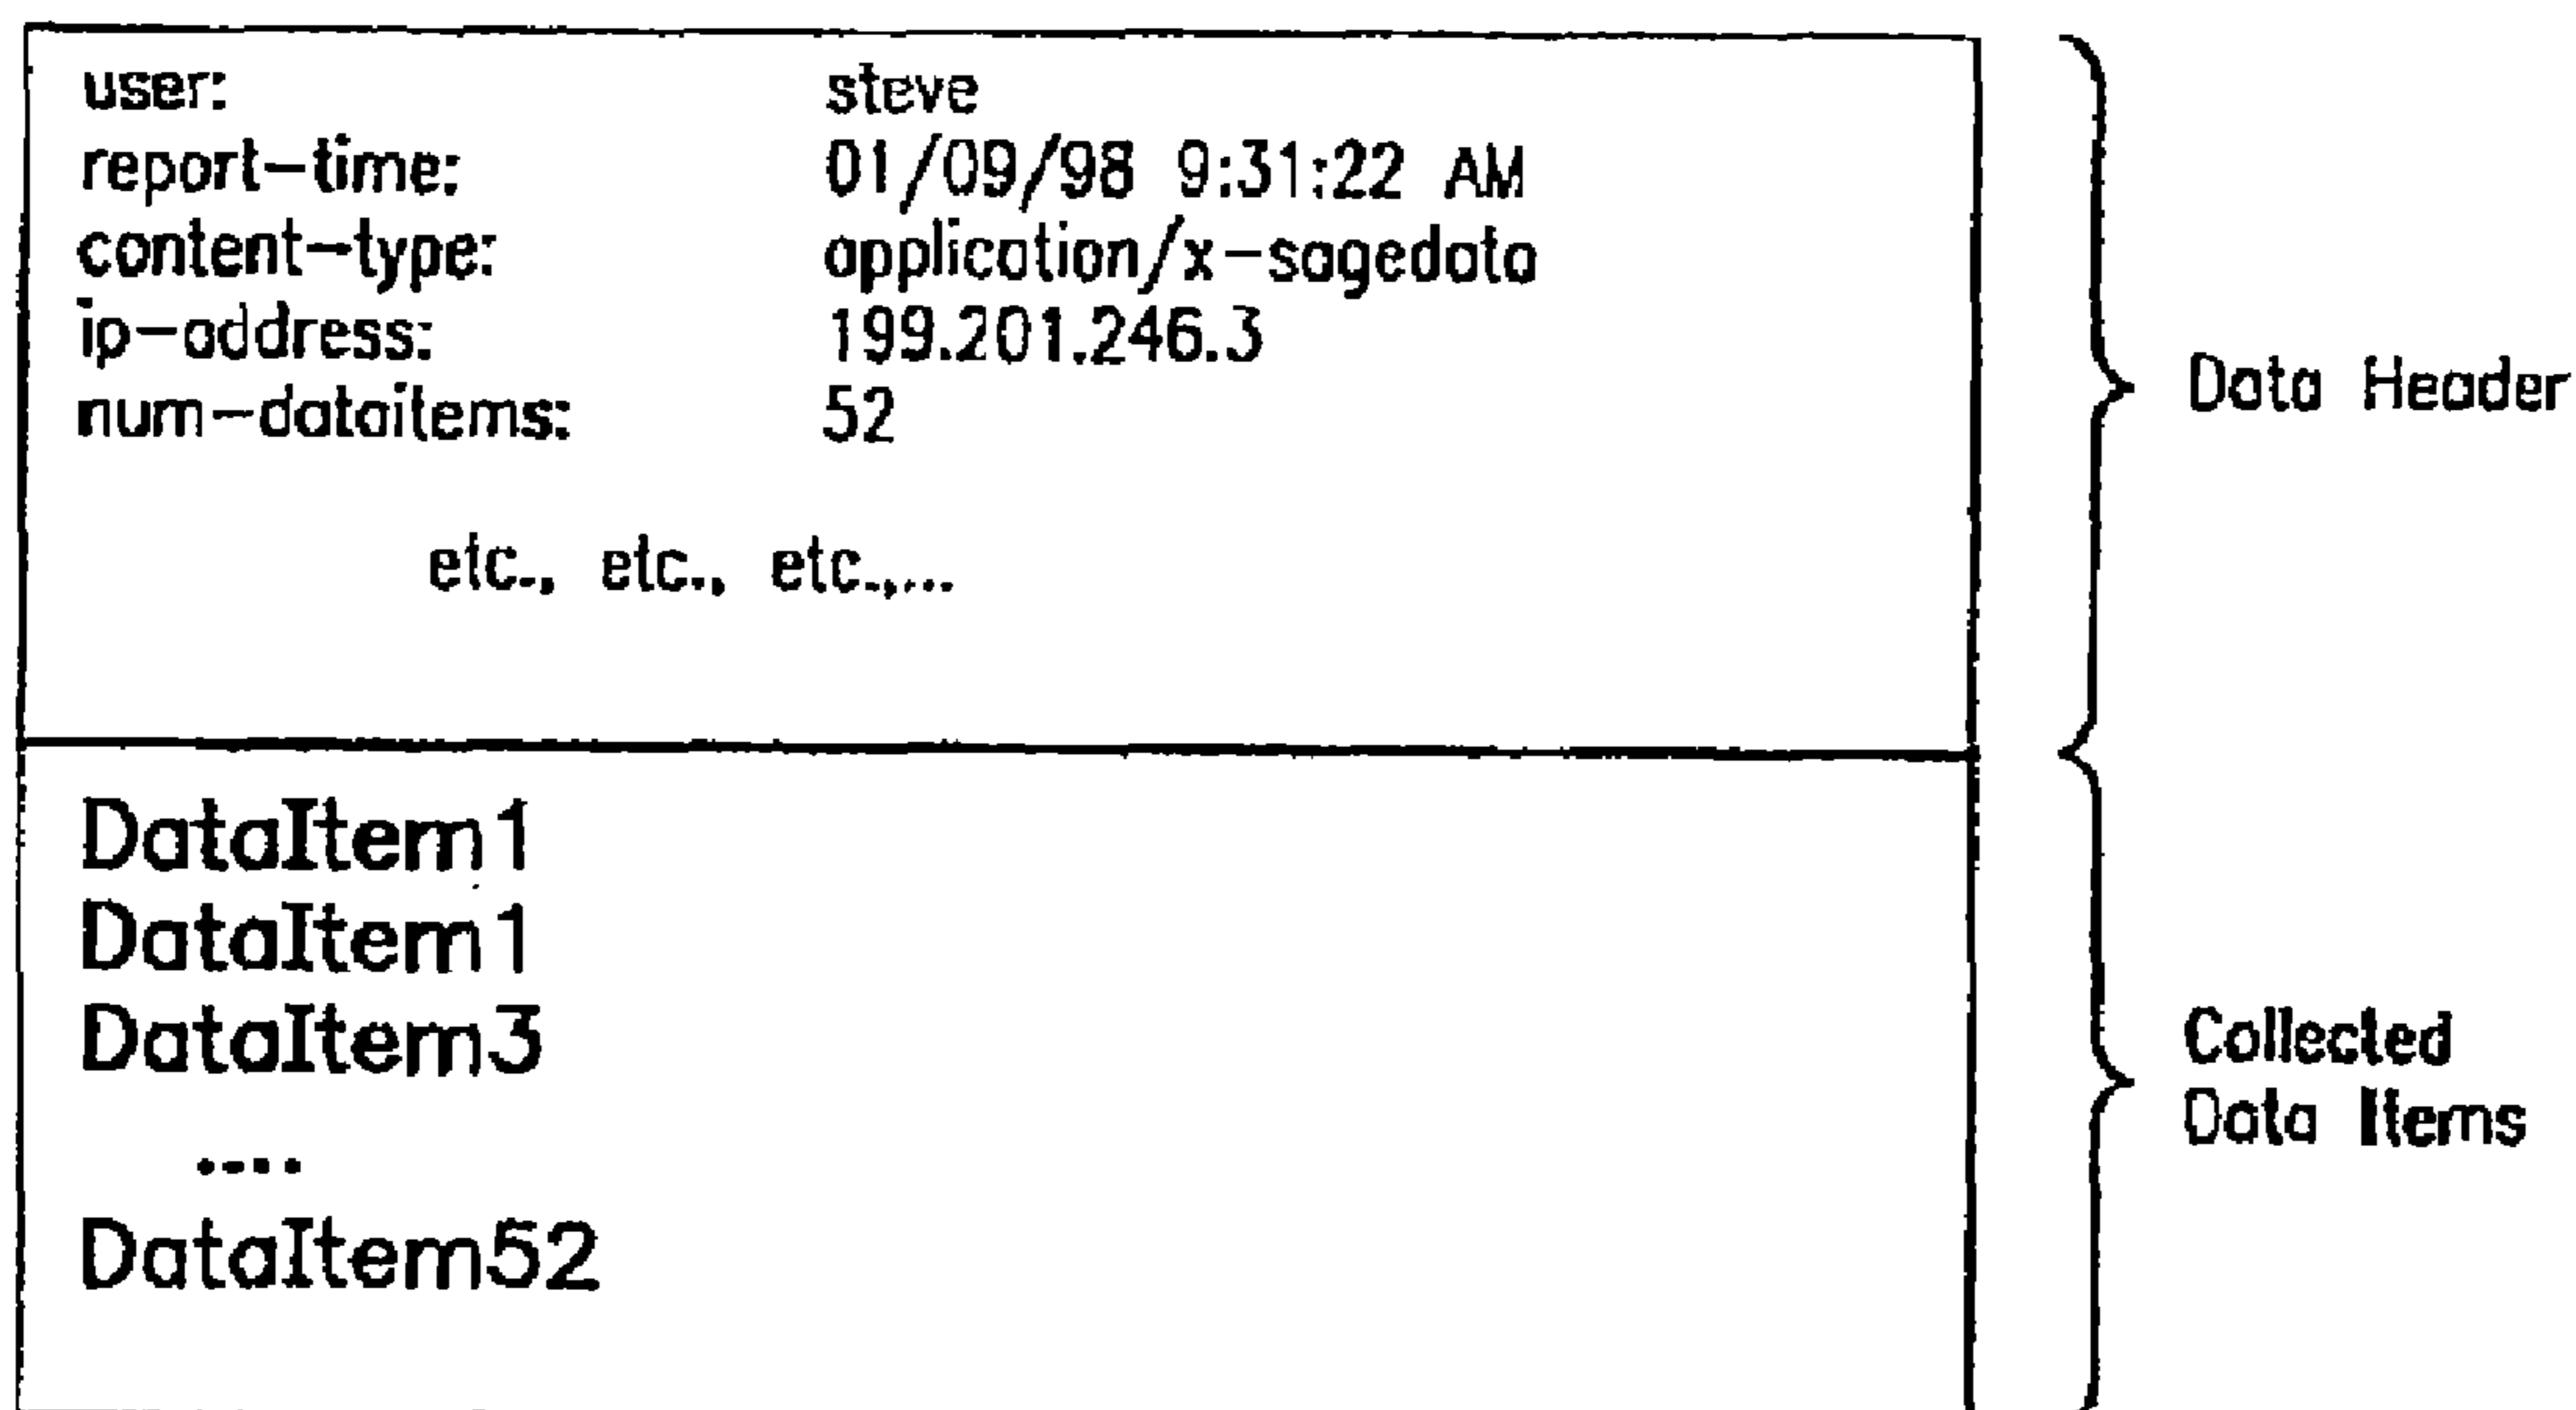 user: steve
report-time: 01/09/98 9:31:22 AM
content-type: application/x-sagedata
ip-address: 199.201.246.3
num-dataitems: 52
etc., etc., etc.,...
Data Header
DataItem1
DataItem1
DataItem3
....
DataItem52
Collected
Data Items